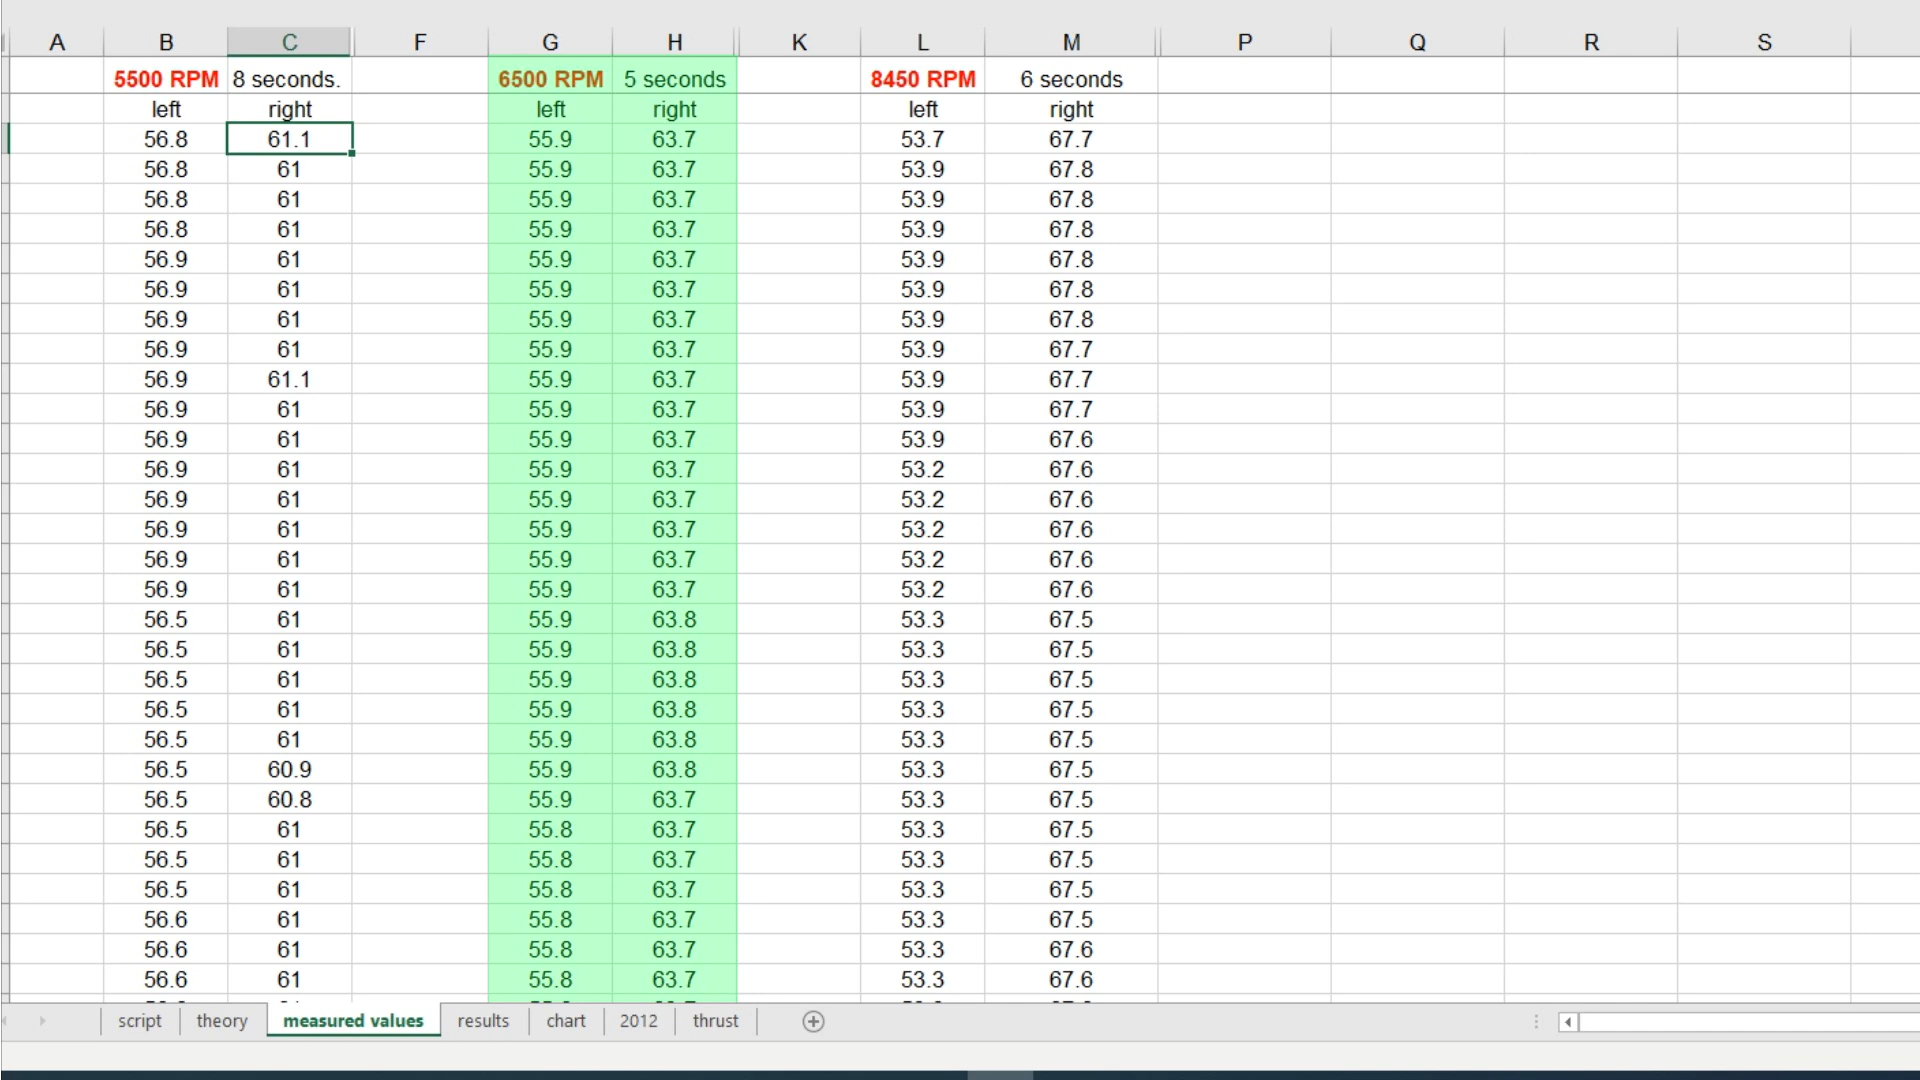 A B C F G H K L M P Q R S
5500 RPM 8 seconds. 6500 RPM 5 seconds 8450 RPM 6 seconds
left right left right left right
56.8 61.1 55.9 63.7 53.7 67.7
56.8 61 55.9 63.7 53.9 67.8
56.8 61 55.9 63.7 53.9 67.8
56.8 61 55.9 63.7 53.9 67.8
56.9 61 55.9 63.7 53.9 67.8
56.9 61 55.9 63.7 53.9 67.8
56.9 61 55.9 63.7 53.9 67.8
56.9 61 55.9 63.7 53.9 67.7
56.9 61.1 55.9 63.7 53.9 67.7
56.9 61 55.9 63.7 53.9 67.7
56.9 61 55.9 63.7 53.9 67.6
56.9 61 55.9 63.7 53.2 67.6
56.9 61 55.9 63.7 53.2 67.6
56.9 61 55.9 63.7 53.2 67.6
56.9 61 55.9 63.7 53.2 67.6
56.9 61 55.9 63.7 53.2 67.6
56.5 61 55.9 63.8 53.3 67.5
56.5 61 55.9 63.8 53.3 67.5
56.5 61 55.9 63.8 53.3 67.5
56.5 61 55.9 63.8 53.3 67.5
56.5 61 55.9 63.8 53.3 67.5
56.5 60.9 55.9 63.8 53.3 67.5
56.5 60.8 55.9 63.7 53.3 67.5
56.5 61 55.8 63.7 53.3 67.5
56.5 61 55.8 63.7 53.3 67.5
56.5 61 55.8 63.7 53.3 67.5
56.6 61 55.8 63.7 53.3 67.5
56.6 61 55.8 63.7 53.3 67.6
56.6 61 55.8 63.7 53.3 67.6
script theory measured values results chart 2012 thrust